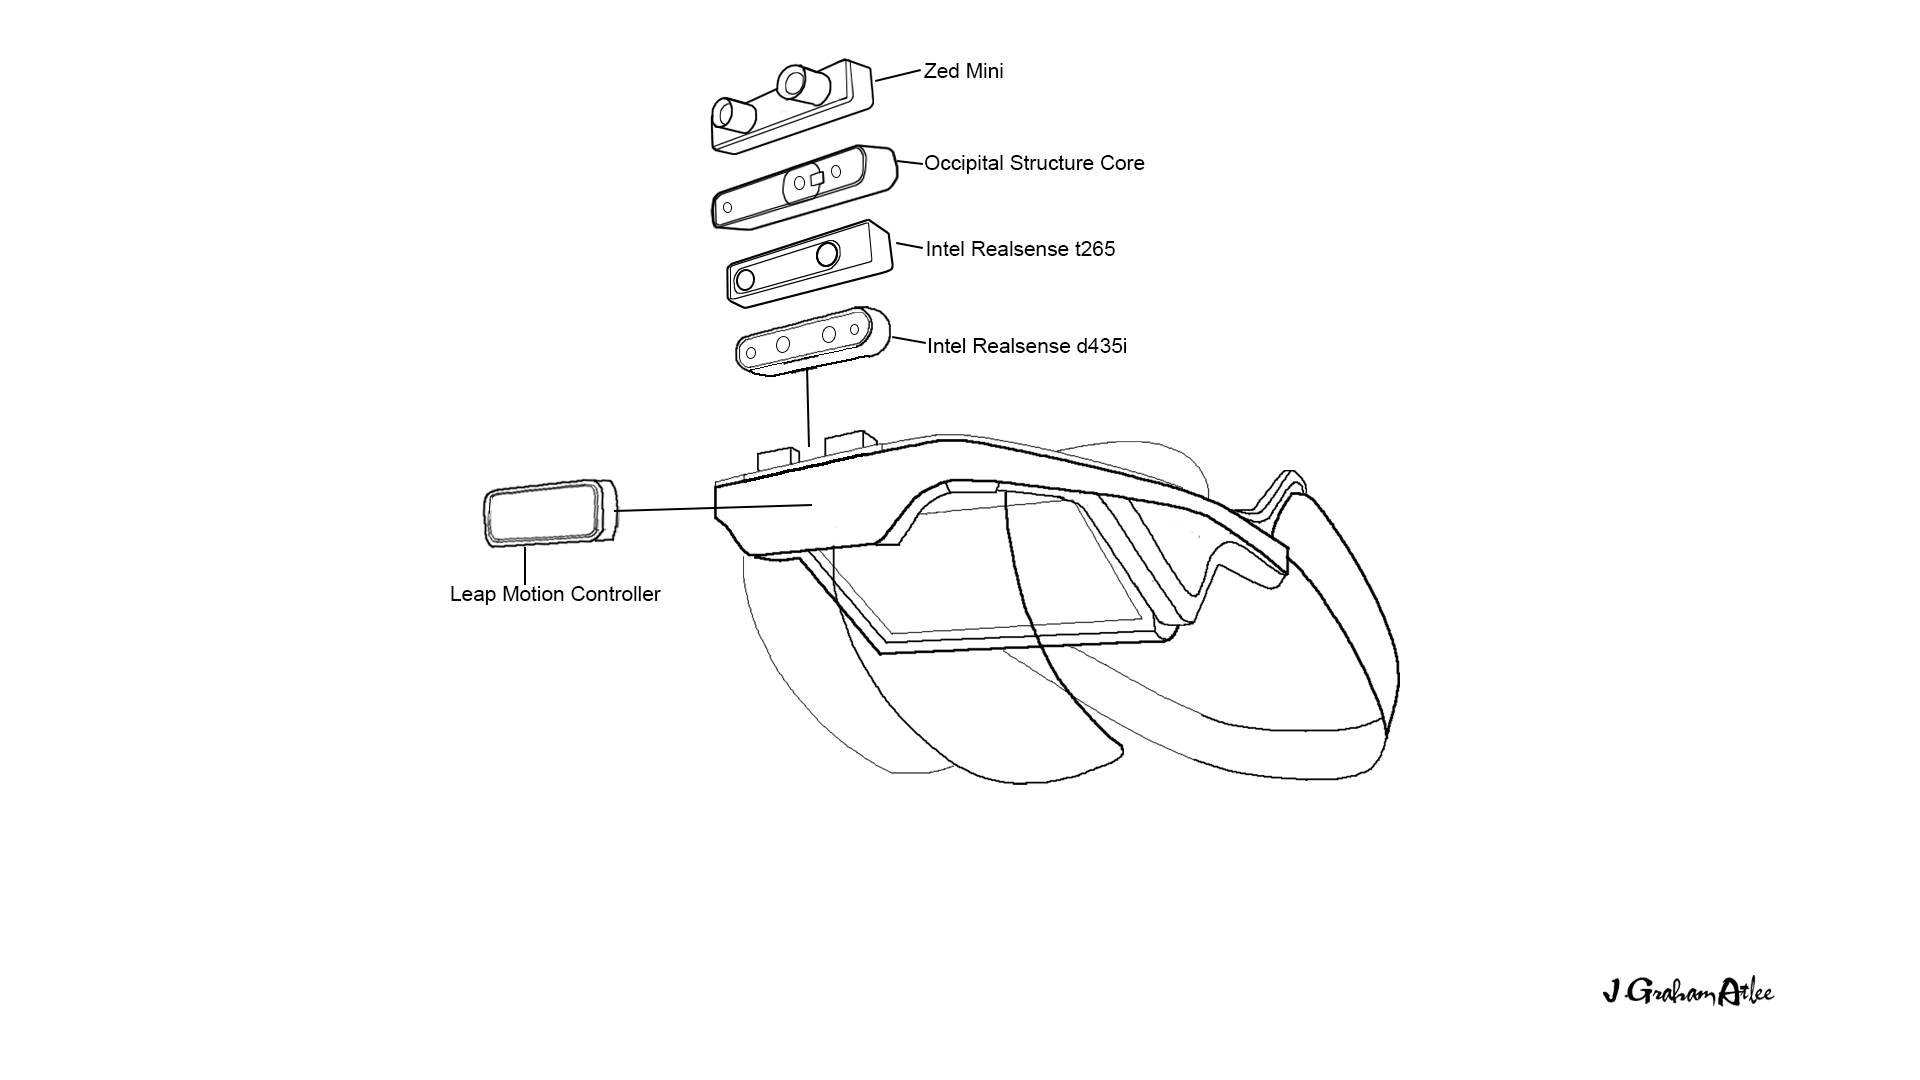 Zed Mini
Occipital Structure Core
Intel Realsense t265
Intel Realsense d435i
Leap Motion Controller
J.Graham Atlee